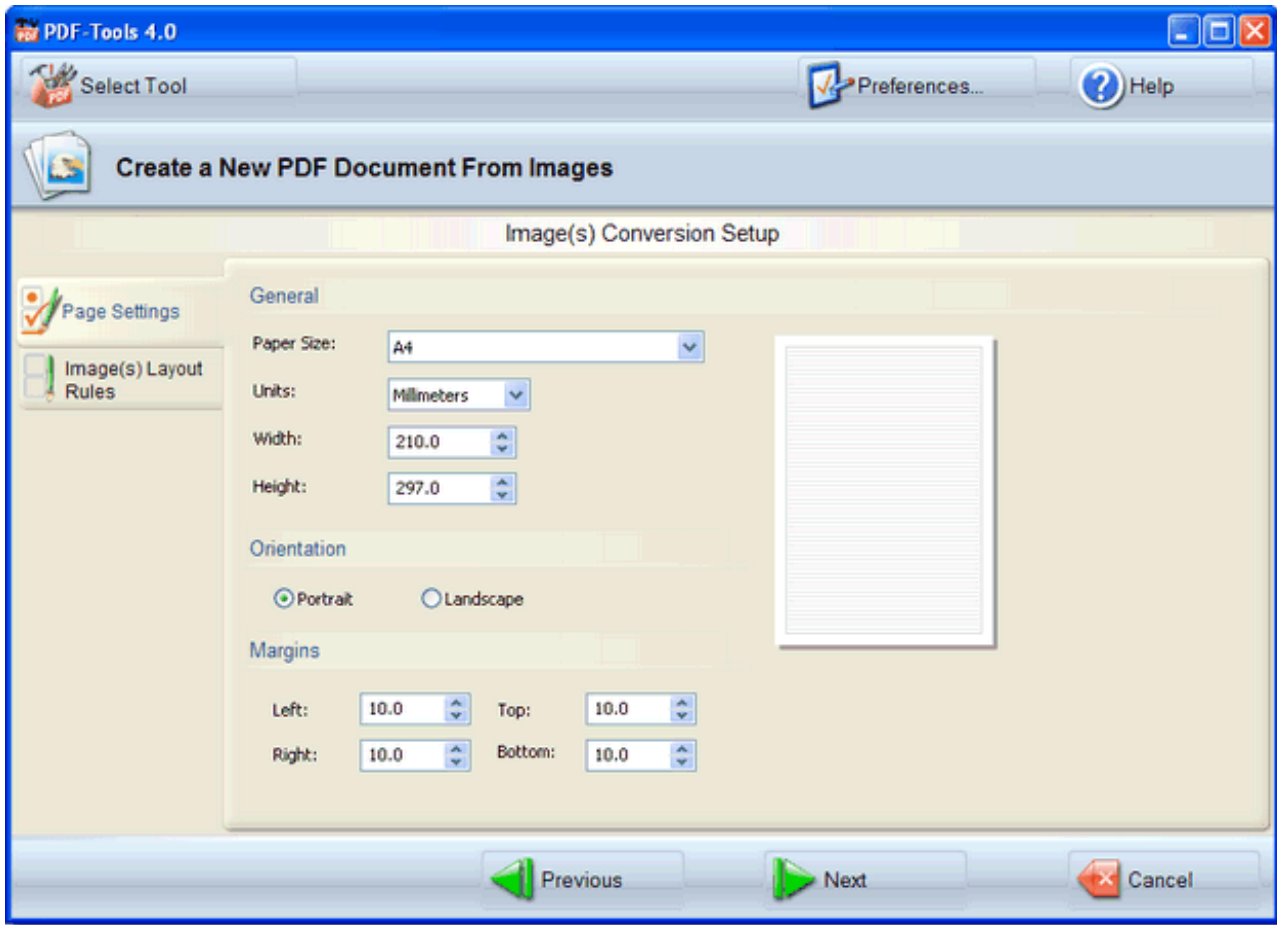 PDF-Tools 4.0
Select Tool
Preferences...
Help
Create a New PDF Document From Images
Image(s) Conversion Setup
Page Settings
Image(s) Layout
Rules
General
Paper Size: A4
Units: Millimeters
Width: 210.0
Height: 297.0
Orientation
Portrait Landscape
Margins
Left: 10.0 Top: 10.0
Right: 10.0 Bottom: 10.0
Previous
Next
Cancel